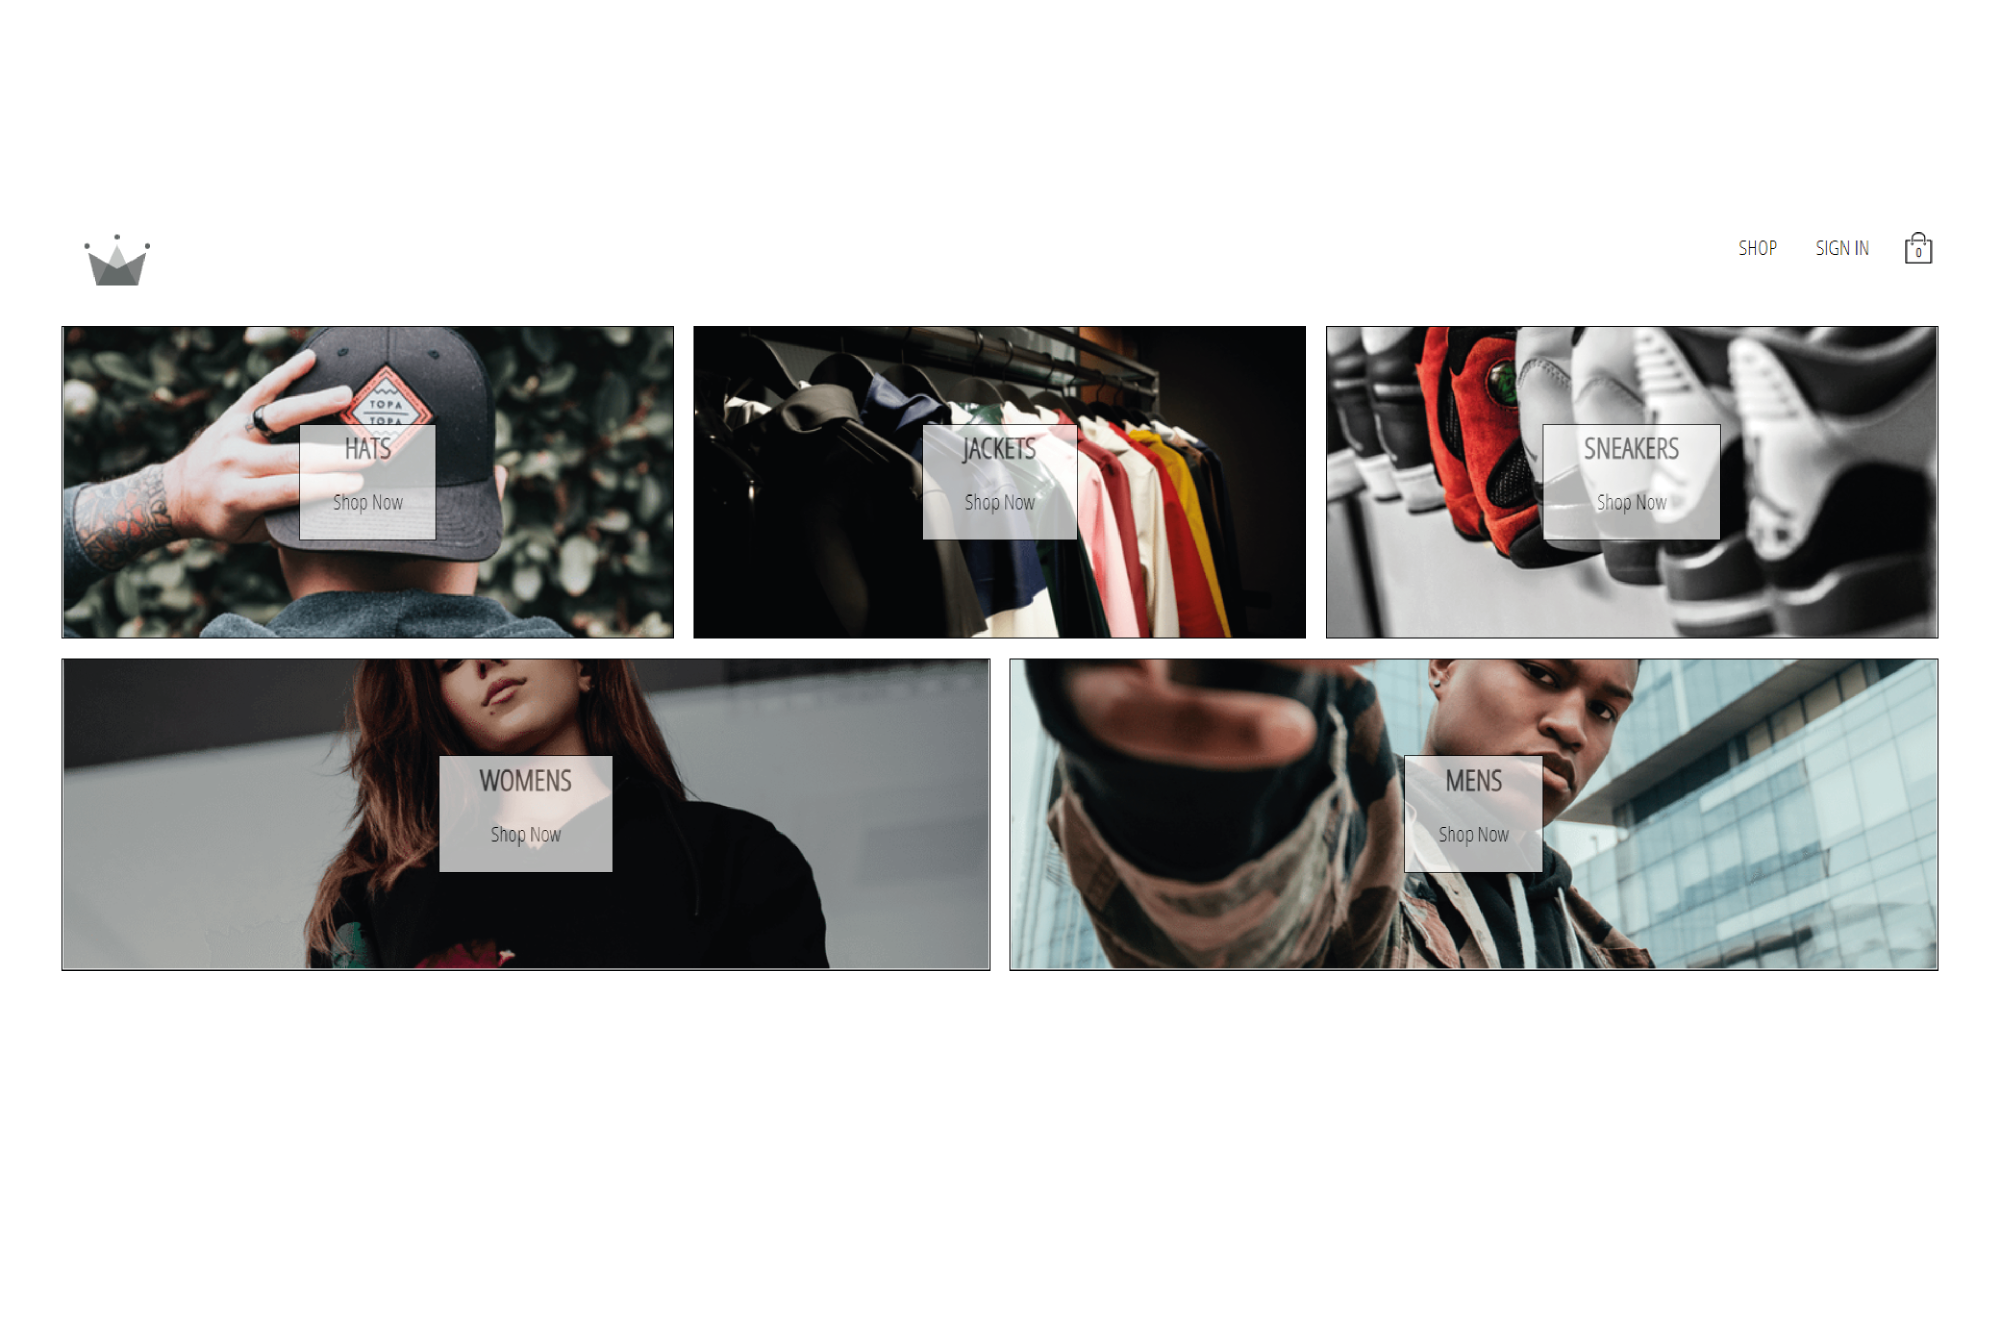 SHOP
SIGN IN
0
TOPA
TOPA
HATS
Shop Now
JACKETS
Shop Now
SNEAKERS
Shop Now
WOMENS
Shop Now
MENS
Shop Now